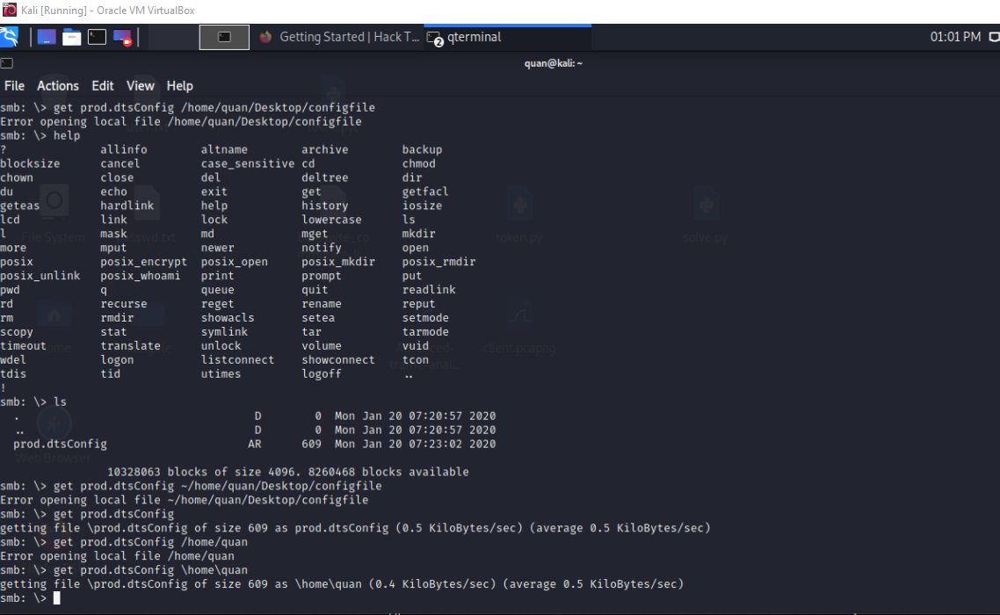 Kali [Running] - Oracle VM VirtualBox
Getting Started | Hack T... 2 qterminal 01:01 PM
quan@kali: ~
File Actions Edit View Help
smb: \> get prod.dtsConfig /home/quan/Desktop/configfile
Error opening local file /home/quan/Desktop/configfile
smb: \> help
? allinfo altname archive backup
blocksize cancel case_sensitive cd chmod
chown close del deltree dir
du echo exit get getfacl
geteas hardlink help history iosize
lcd link lock lowercase ls
l mask md mget mkdir
more mput newer notify open
posix posix_encrypt posix_open posix_mkdir posix_rmdir
posix_unlink posix_whoami print prompt put
pwd q queue quit readlink
rd recurse reget rename reput
rm rmdir showacls setea setmode
scopy stat symlink tar tarmode
timeout translate unlock volume vuid
wdel logon listconnect showconnect tcon
tdis tid utimes logoff ..
!
smb: \> ls
. D 0 Mon Jan 20 07:20:57 2020
.. D 0 Mon Jan 20 07:20:57 2020
prod.dtsConfig AR 609 Mon Jan 20 07:23:02 2020
10328063 blocks of size 4096. 8260468 blocks available
smb: \> get prod.dtsConfig ~/home/quan/Desktop/configfile
Error opening local file ~/home/quan/Desktop/configfile
smb: \> get prod.dtsConfig
getting file \prod.dtsConfig of size 609 as prod.dtsConfig (0.5 KiloBytes/sec) (average 0.5 KiloBytes/sec)
smb: \> get prod.dtsConfig /home/quan
Error opening local file /home/quan
smb: \> get prod.dtsConfig \home\quan
getting file \prod.dtsConfig of size 609 as \home\quan (0.4 KiloBytes/sec) (average 0.5 KiloBytes/sec)
smb: \>
File System
token.py
solve.py
client.pcapng
Web Browser